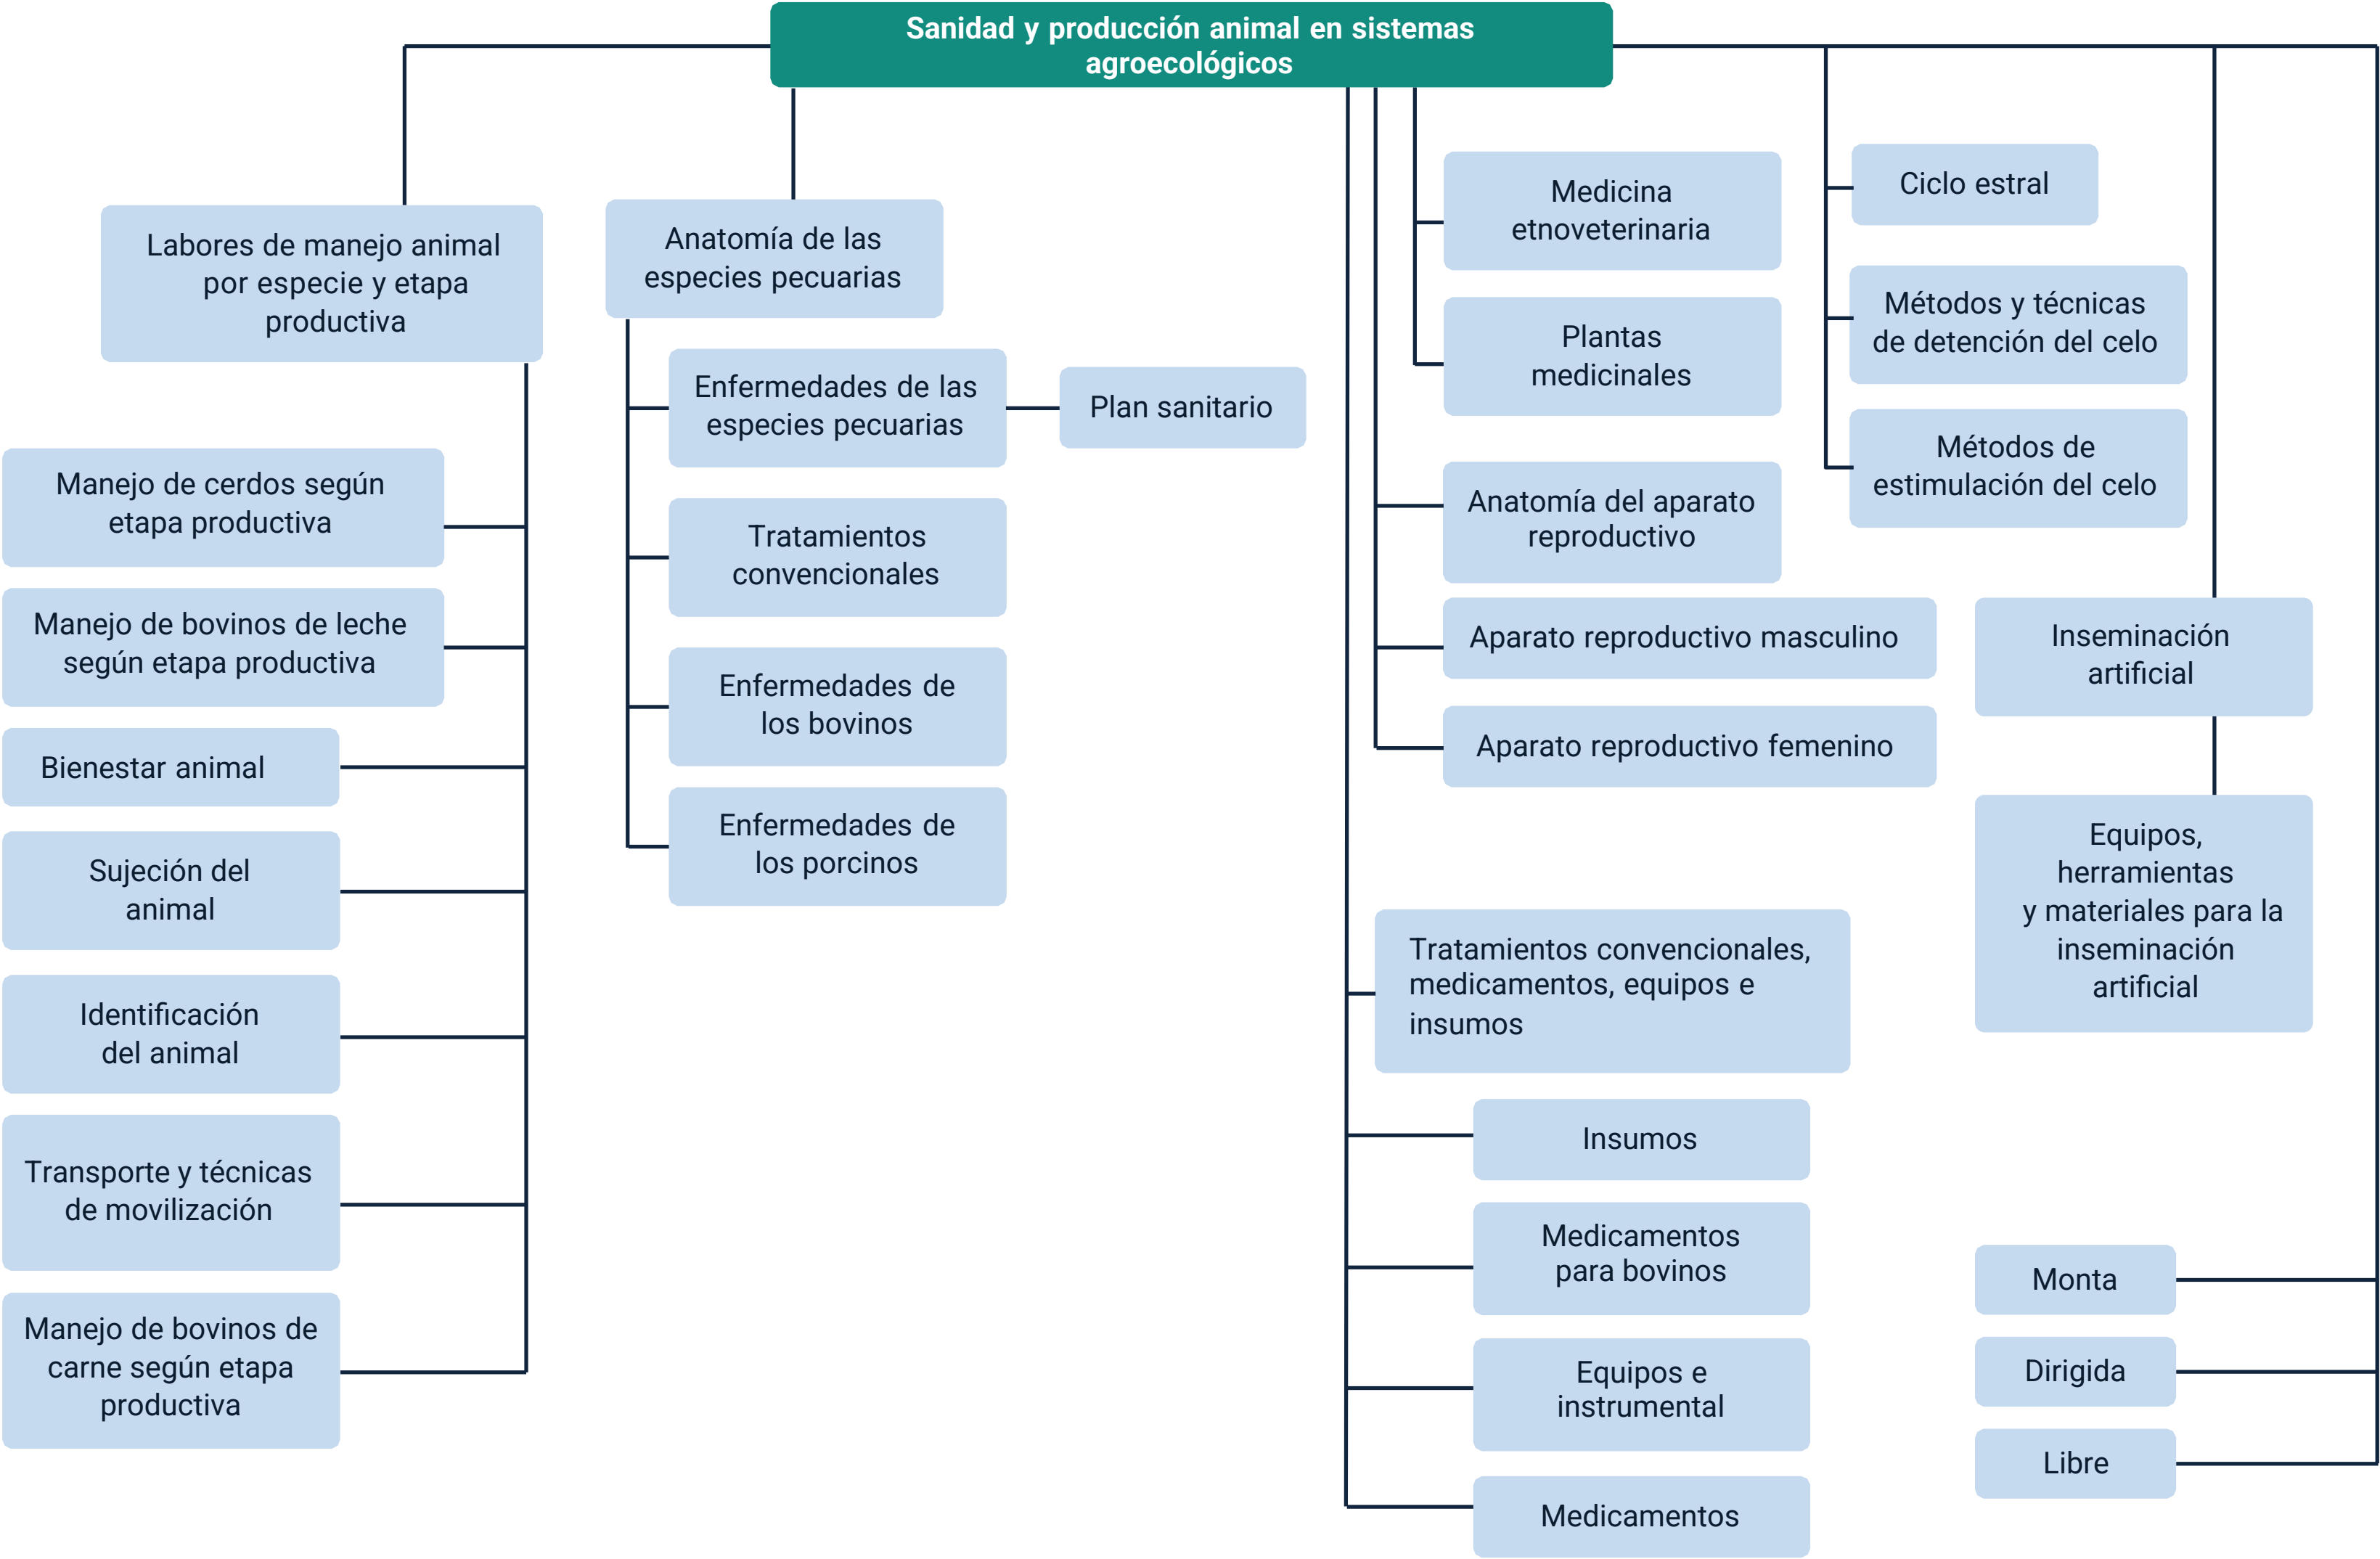 Sanidad y producción animal en sistemas
agroecológicos
Labores de manejo animal
por especie y etapa
productiva
Manejo de cerdos según
etapa productiva
Manejo de bovinos de leche
según etapa productiva
Bienestar animal
Sujeción del
animal
Identificación
del animal
Transporte y técnicas
de movilización
Manejo de bovinos de
carne según etapa
productiva
Anatomía de las
especies pecuarias
Enfermedades de las
especies pecuarias
Plan sanitario
Tratamientos
convencionales
Enfermedades de
los bovinos
Enfermedades de
los porcinos
Medicina
etnoveterinaria
Plantas
medicinales
Anatomía del aparato
reproductivo
Aparato reproductivo masculino
Aparato reproductivo femenino
Tratamientos convencionales,
medicamentos, equipos e
insumos
Insumos
Medicamentos
para bovinos
Equipos e
instrumental
Medicamentos
Ciclo estral
Métodos y técnicas
de detención del celo
Métodos de
estimulación del celo
Inseminación
artificial
Equipos,
herramientas
y materiales para la
inseminación
artificial
Monta
Dirigida
Libre